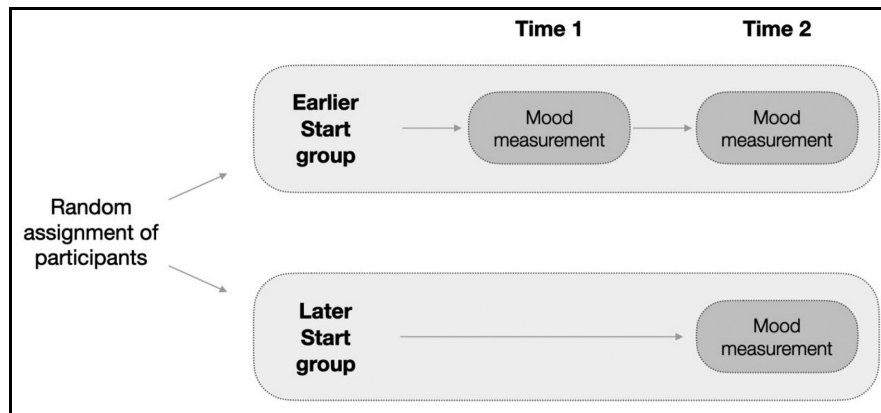 Time 1
Time 2
Earlier
Start
group
Mood
measurement
Mood
measurement
Random
assignment of
participants
Later
Start
group
Mood
measurement